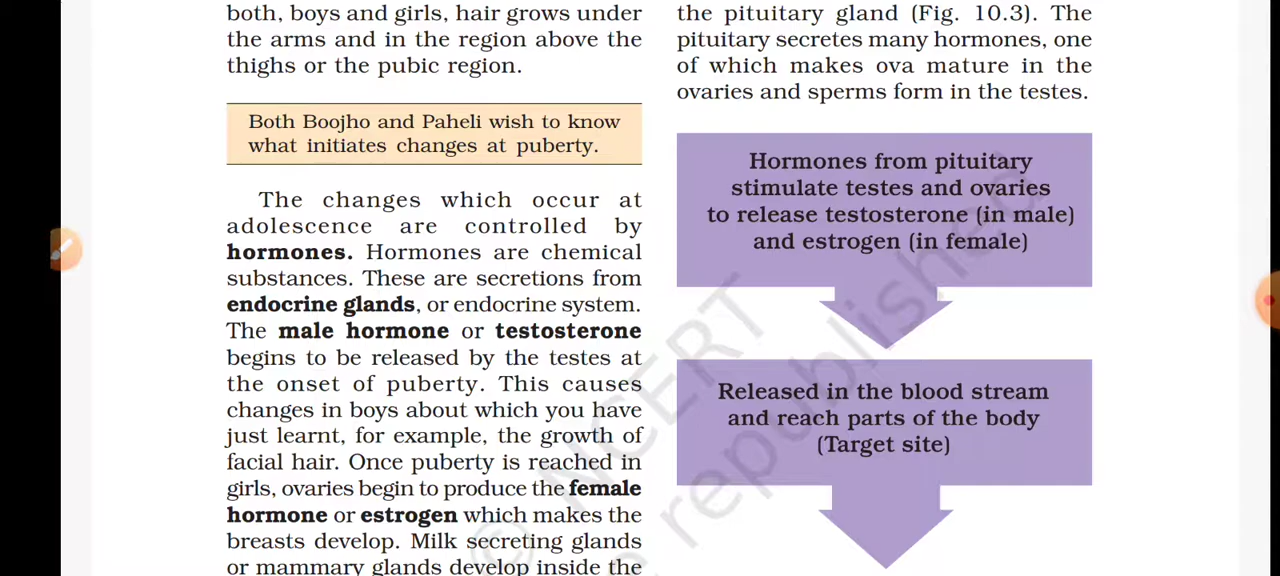 both, boys and girls, hair grows under
the arms and in the region above the
thighs or the pubic region.
Both Boojho and Paheli wish to know
what initiates changes at puberty.
The changes which occur at
adolescence are controlled by
hormones. Hormones are chemical
substances. These are secretions from
endocrine glands, or endocrine system.
The male hormone or testosterone
begins to be released by the testes at
the onset of puberty. This causes
changes in boys about which you have
just learnt, for example, the growth of
facial hair. Once puberty is reached in
girls, ovaries begin to produce the female
hormone or estrogen which makes the
breasts develop. Milk secreting glands
or mammary glands develop inside the
the pituitary gland (Fig. 10.3). The
pituitary secretes many hormones, one
of which makes ova mature in the
ovaries and sperms form in the testes.
Hormones from pituitary
stimulate testes and ovaries
to release testosterone (in male)
and estrogen (in female)
Released in the blood stream
and reach parts of the body
(Target site)
© NCERT
republished